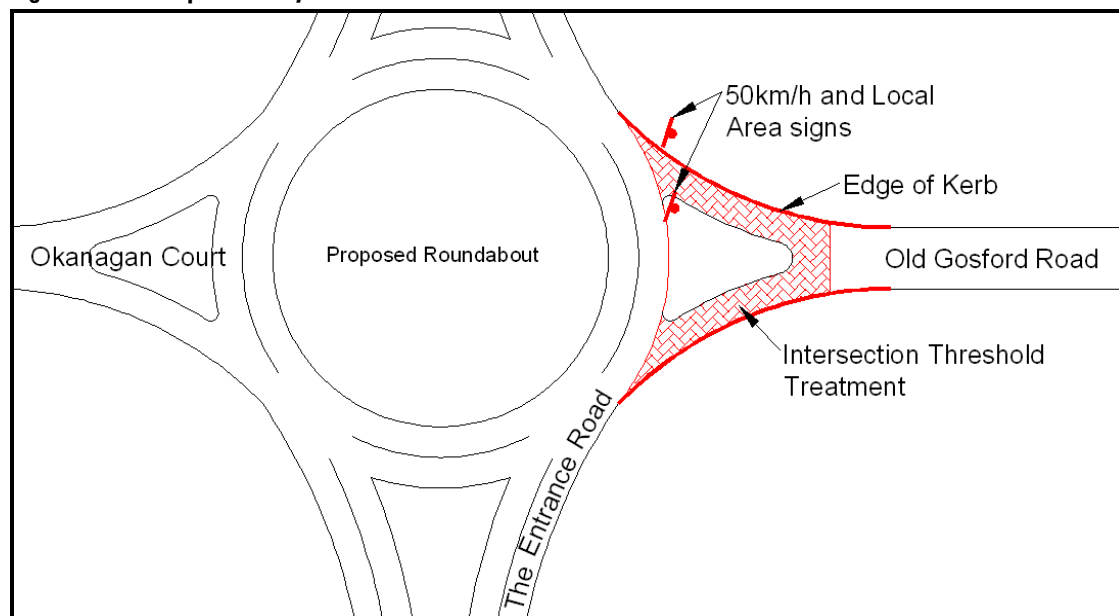 50km/h and Local
Area signs
Edge of Kerb
Okanagan Court
Proposed Roundabout
Old Gosford Road
Intersection Threshold
Treatment
The Entrance Road